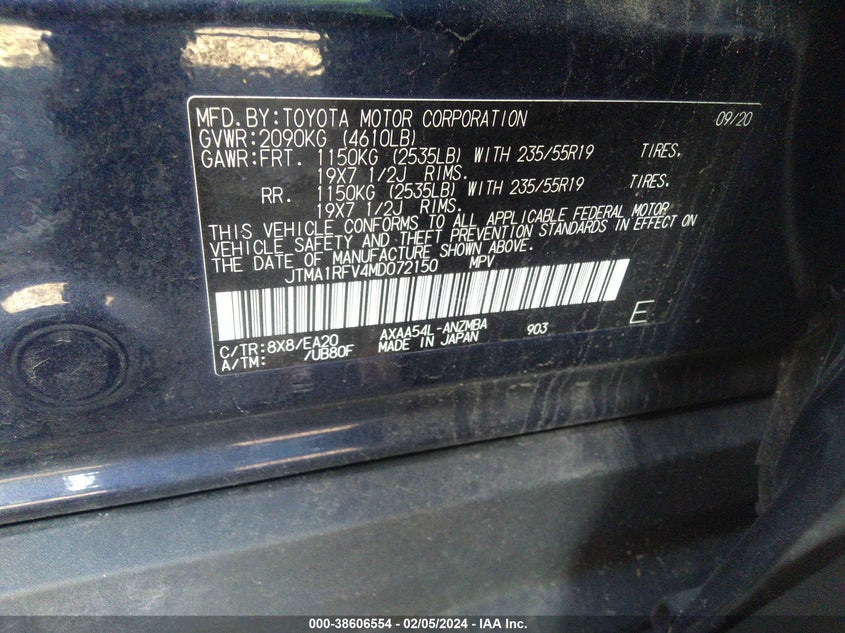 MFD.BY:TOYOTA MOTOR CORPORATION 09/20
GVWR:2090KG (4610LB)
GAWR:FRT. 1150KG (2535LB) WITH 235/55R19 TIRES,
19X7 1/2J RIMS.
RR. 1150KG (2535LB) WITH 235/55R19 TIRES,
19X7 1/2J RIMS.
THIS VEHICLE CONFORMS TO ALL APPLICABLE FEDERAL MOTOR
VEHICLE SAFETY AND THEFT PREVENTION STANDARDS IN EFFECT ON
THE DATE OF MANUFACTURE SHOWN ABOVE.
JTMA1RFV4MD072150 MPV
C/TR:8X8/EA20 AXAA54L-ANZMBA 903 E
A/TM: /UB80F MADE IN JAPAN
000-38606554 - 02/05/2024 - IAA Inc.